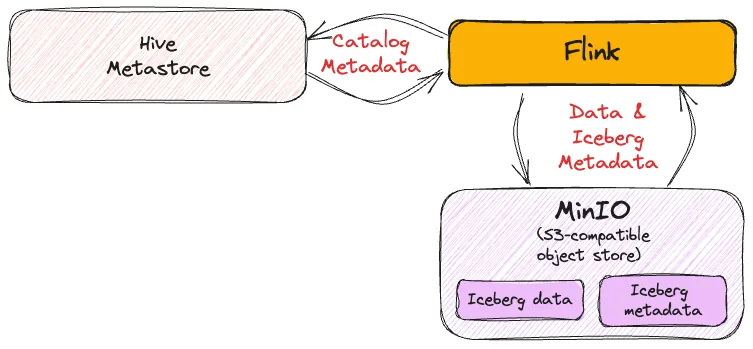 Hive
Metastore
Catalog
Metadata
Flink
Data &
Iceberg
Metadata
MinIO
(S3-compatible
object store)
Iceberg data
Iceberg
metadata